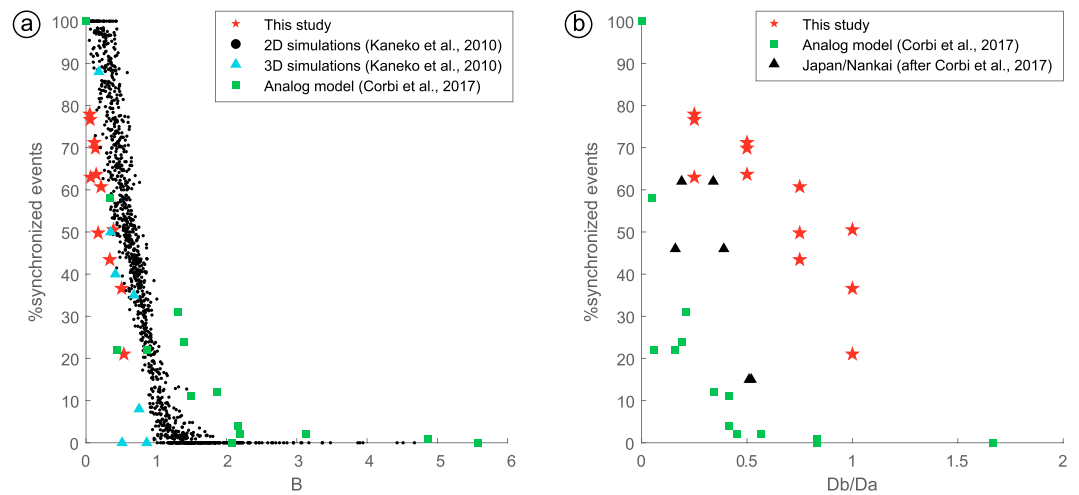 a
This study
2D simulations (Kaneko et al., 2010)
3D simulations (Kaneko et al., 2010)
Analog model (Corbi et al., 2017)
%synchronized events
100
90
80
70
60
50
40
30
20
10
0
0 1 2 3 4 5 6
B
b
This study
Analog model (Corbi et al., 2017)
Japan/Nankai (after Corbi et al., 2017)
%synchronized events
100
90
80
70
60
50
40
30
20
10
0
0 0.5 1 1.5 2
Db/Da